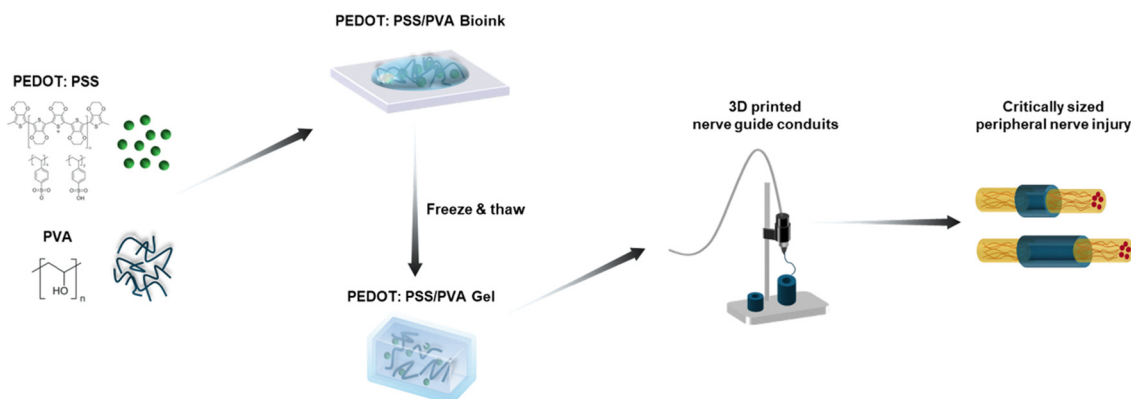 PEDOT: PSS/PVA Bioink
PEDOT: PSS
PVA
HO
n
Freeze & thaw
PEDOT: PSS/PVA Gel
3D printed
nerve guide conduits
Critically sized
peripheral nerve injury